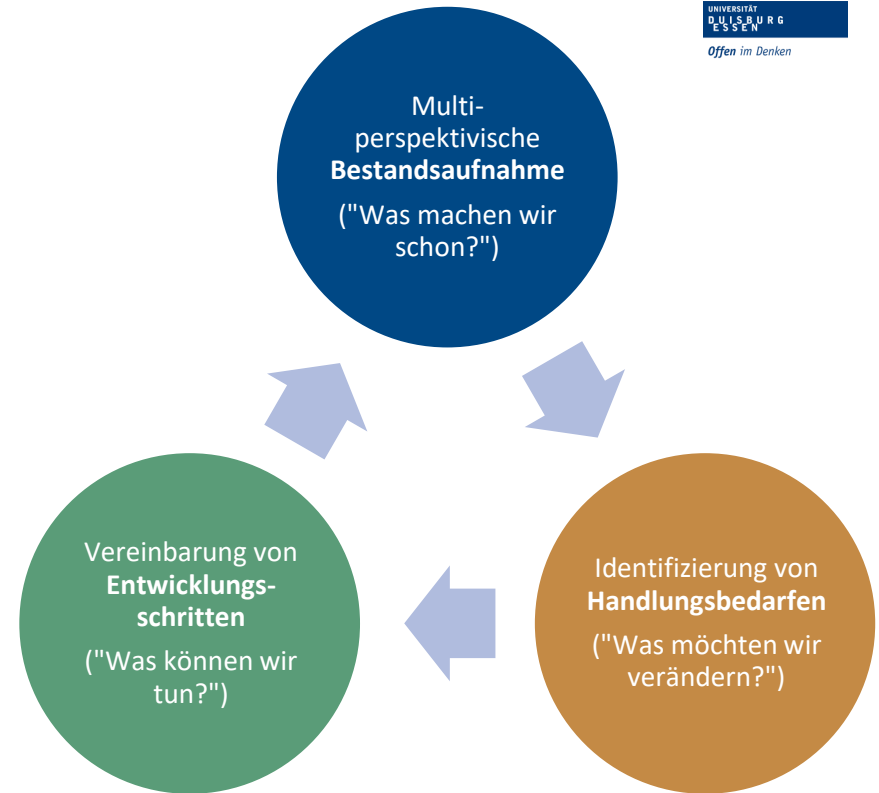 UNIVERSITÄT
DUISBURG
ESSEN
Offen im Denken
Multi-
perspektivische
Bestandsaufnahme
("Was machen wir
schon?")
Identifizierung von
Handlungsbedarfen
("Was möchten wir
verändern?")
Vereinbarung von
Entwicklungs-
schritten
("Was können wir
tun?")